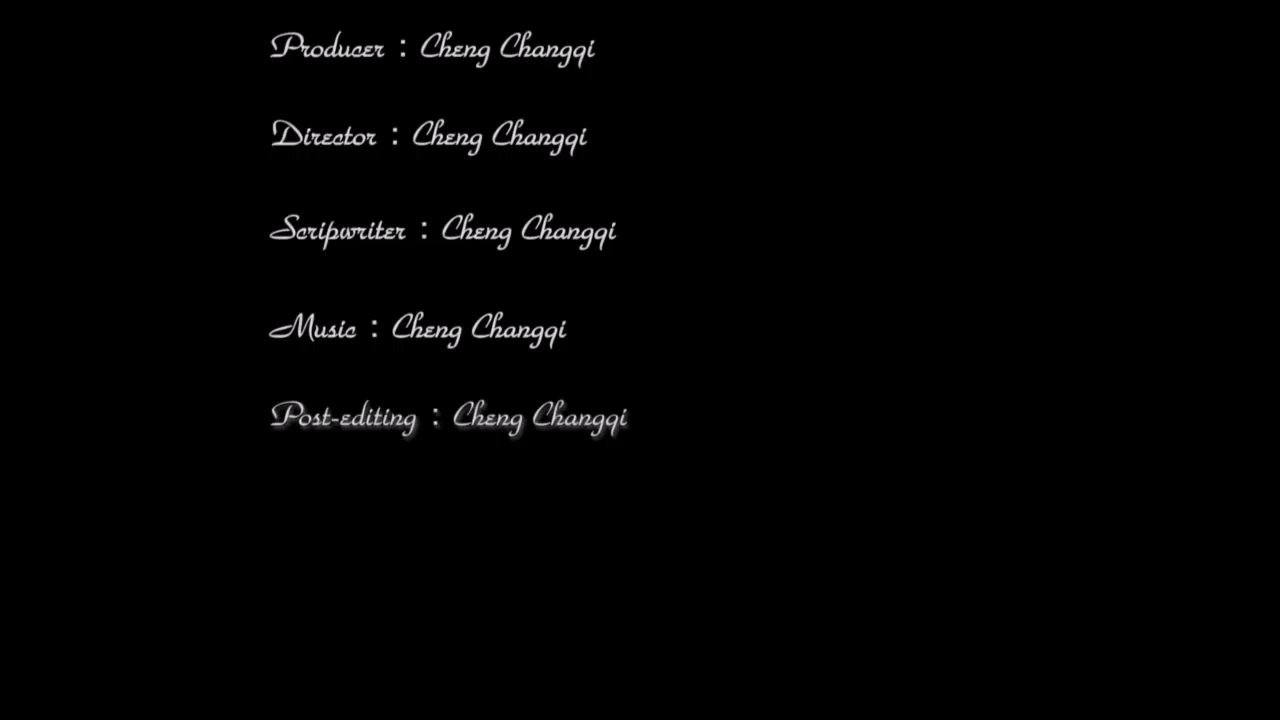 Producer：Cheng Changqi
Director：Cheng Changqi
Scripwriter：Cheng Changqi
Music：Cheng Changqi
Post-editing：Cheng Changqi